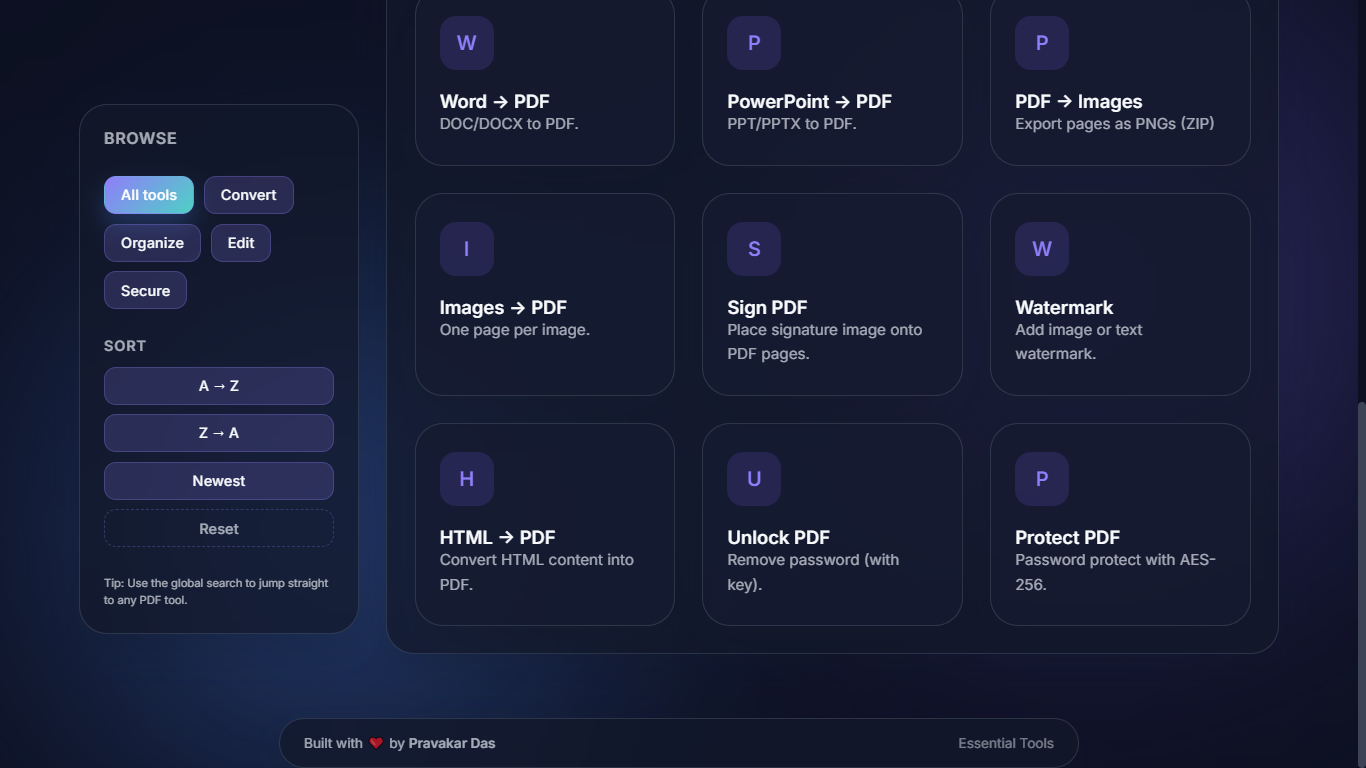 BROWSE
All tools
Convert
Organize
Edit
Secure
SORT
A → Z
Z → A
Newest
Reset
Tip: Use the global search to jump straight
to any PDF tool.
W
Word → PDF
DOC/DOCX to PDF.
P
PowerPoint → PDF
PPT/PPTX to PDF.
P
PDF → Images
Export pages as PNGs (ZIP)
I
Images → PDF
One page per image.
S
Sign PDF
Place signature image onto
PDF pages.
W
Watermark
Add image or text
watermark.
H
HTML → PDF
Convert HTML content into
PDF.
U
Unlock PDF
Remove password (with
key).
P
Protect PDF
Password protect with AES-
256.
Built with ❤️ by Pravakar Das
Essential Tools